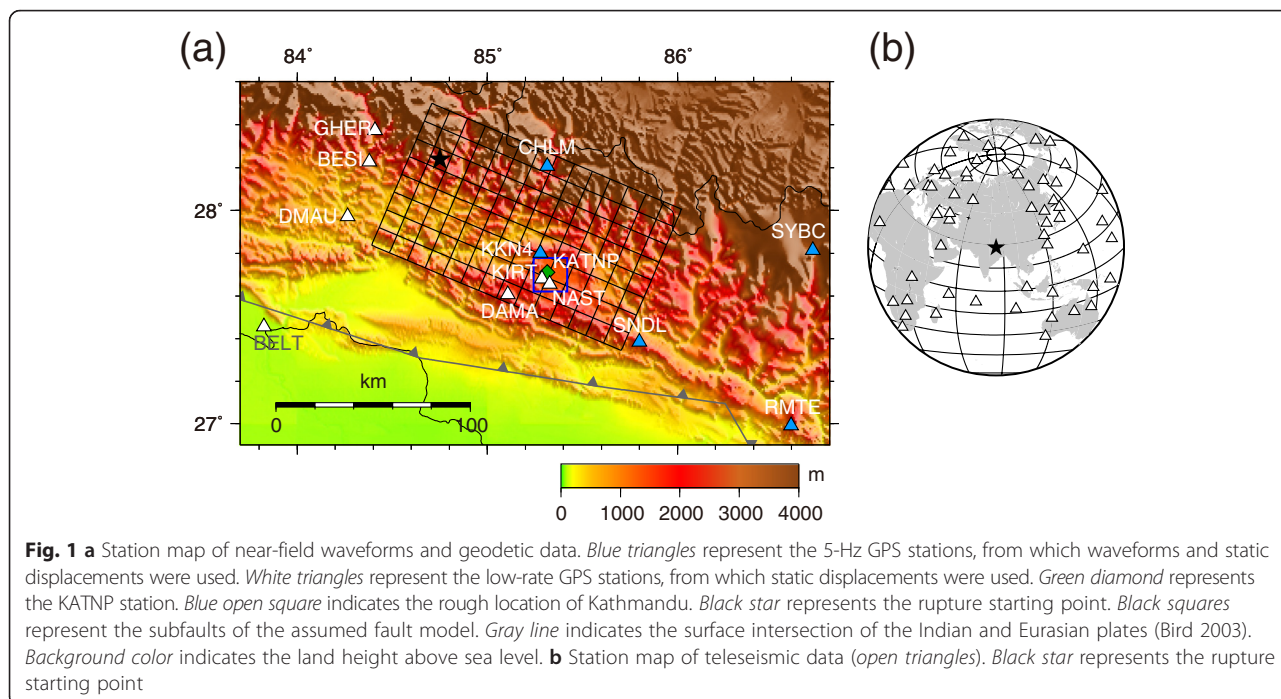 (a)
(b)
84°
85°
86°
28°
27°
GHER
BESI
CHLM
DMAU
SYBC
KKN4
KATNP
KIRT
NAST
DAMA
SNDL
BELT
RMTE
km
0
100
m
0 1000 2000 3000 4000
Fig. 1 a Station map of near-field waveforms and geodetic data. Blue triangles represent the 5-Hz GPS stations, from which waveforms and static
displacements were used. White triangles represent the low-rate GPS stations, from which static displacements were used. Green diamond represents
the KATNP station. Blue open square indicates the rough location of Kathmandu. Black star represents the rupture starting point. Black squares
represent the subfaults of the assumed fault model. Gray line indicates the surface intersection of the Indian and Eurasian plates (Bird 2003).
Background color indicates the land height above sea level. b Station map of teleseismic data (open triangles). Black star represents the rupture
starting point